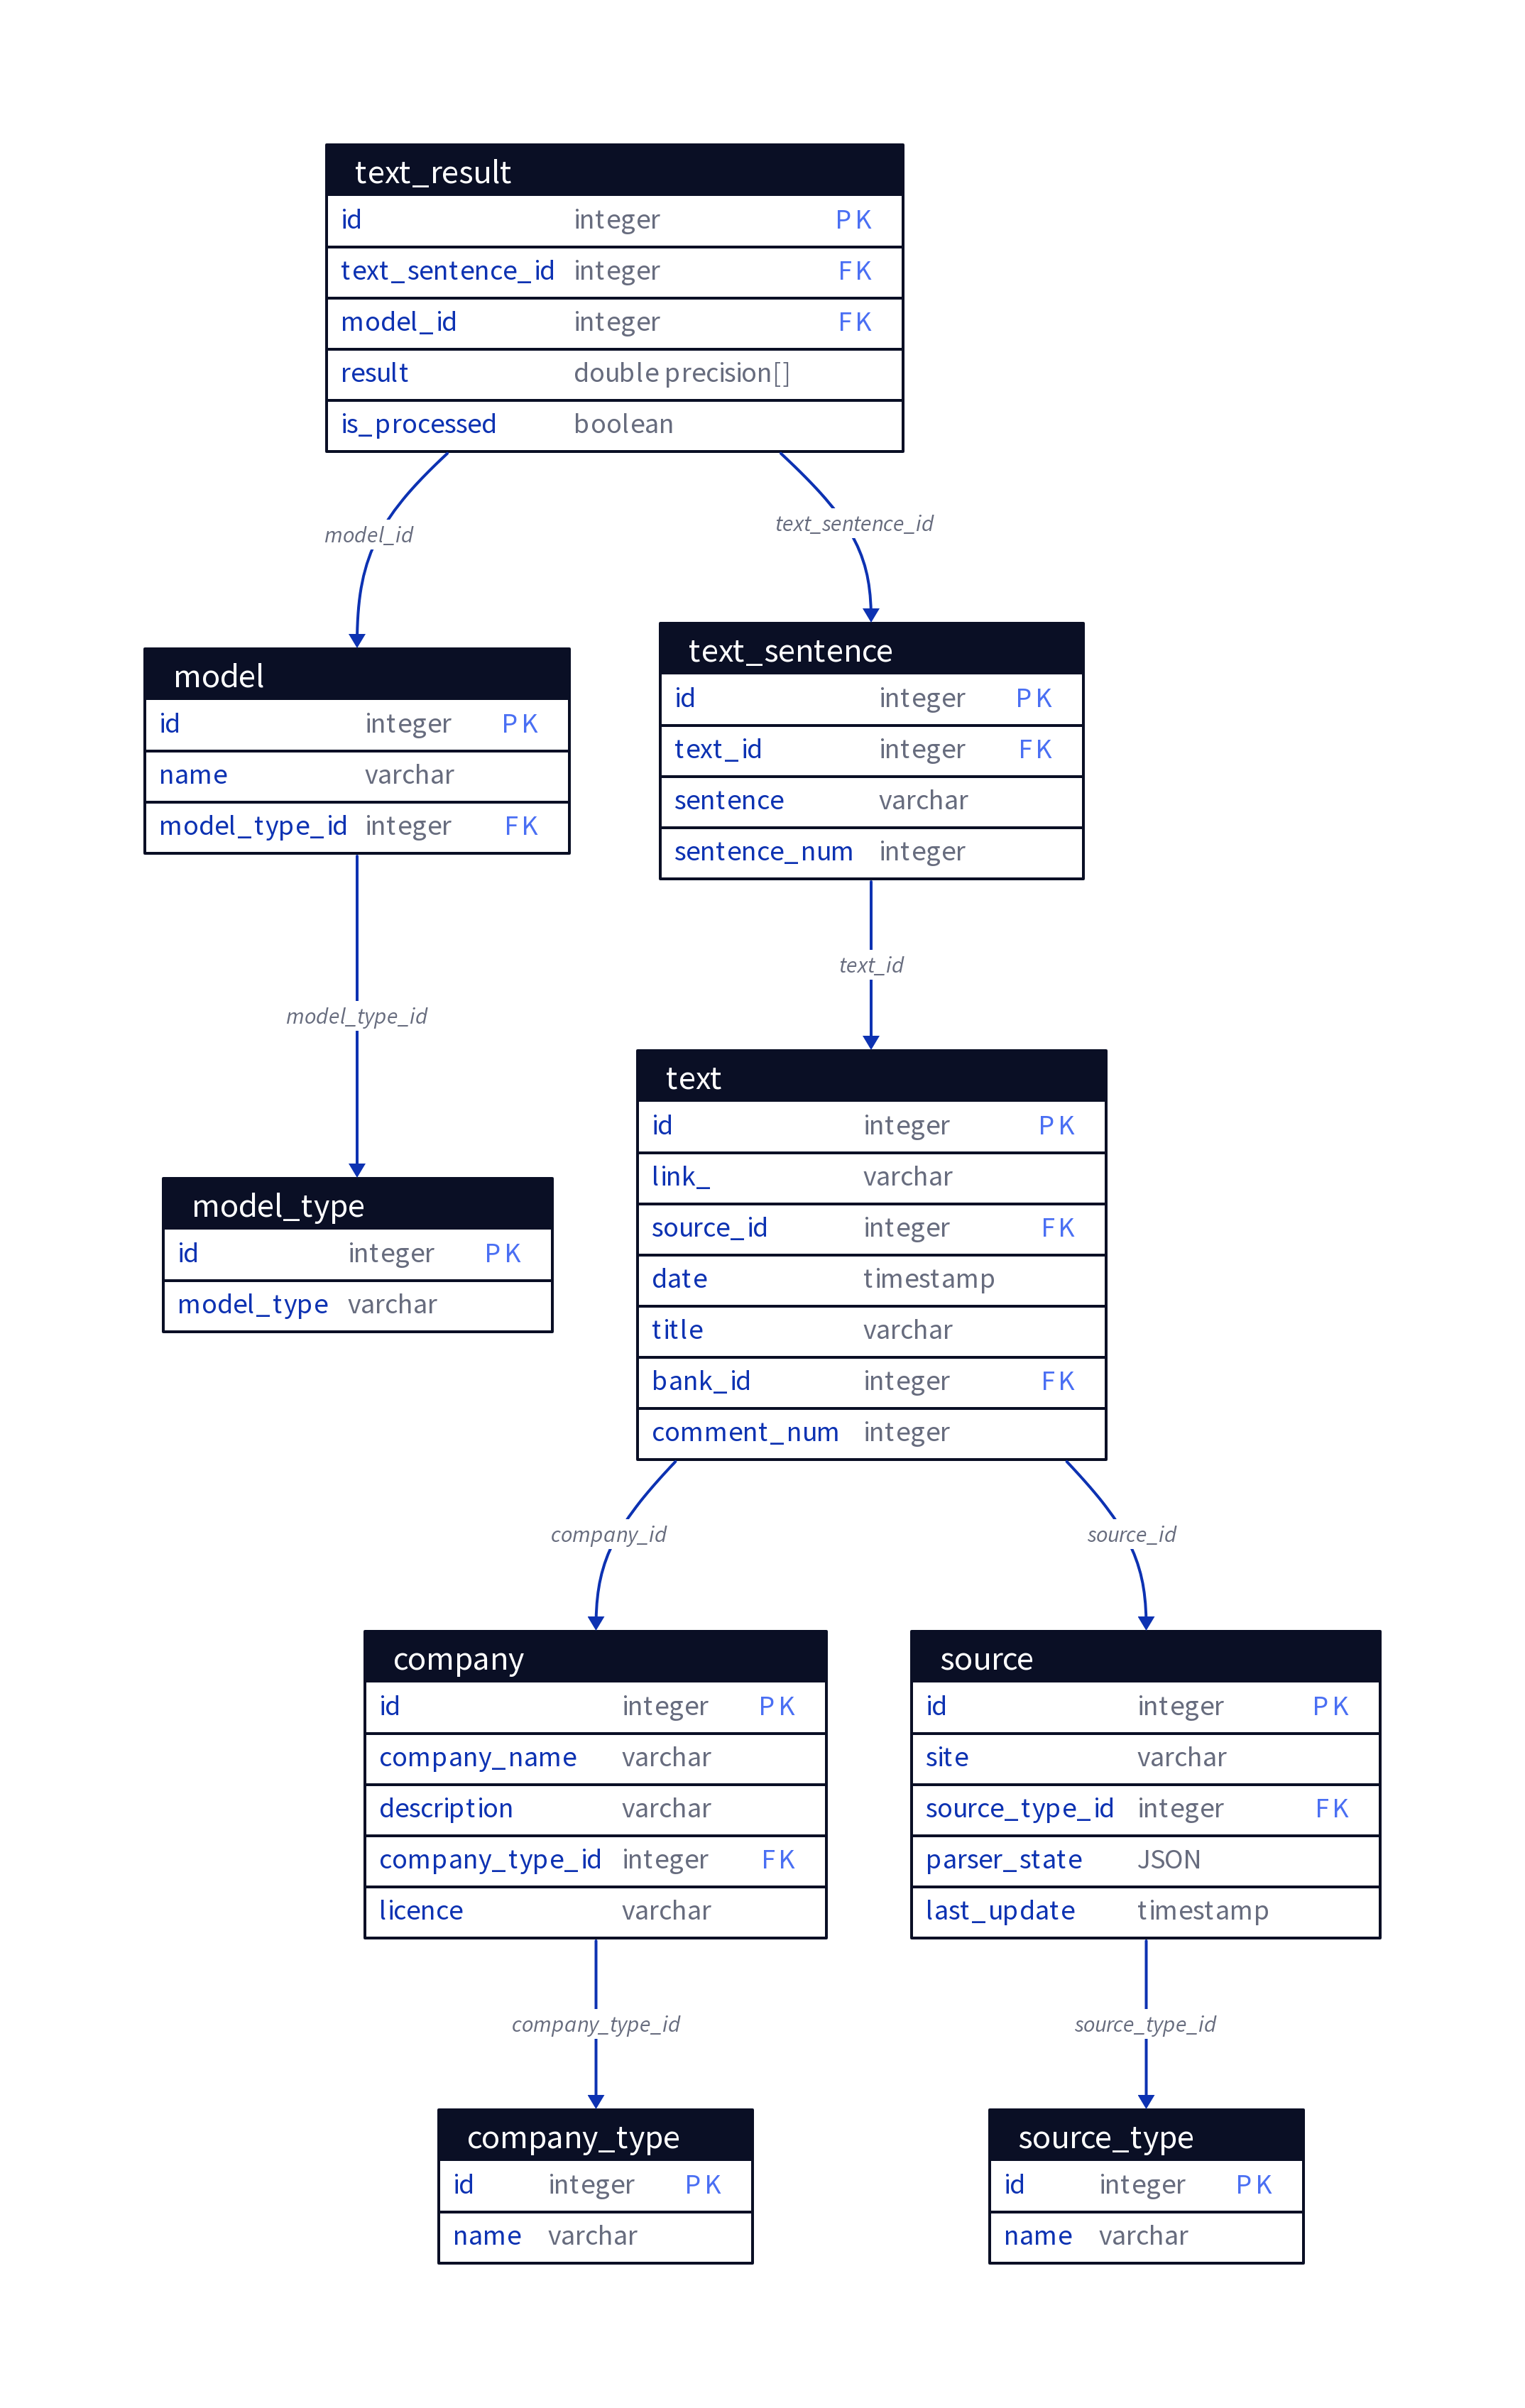 text_result
id integer PK
text_sentence_id integer FK
model_id integer FK
result double precision[]
is_processed boolean
model_id
text_sentence_id
model
id integer PK
name varchar
model_type_id integer FK
text_sentence
id integer PK
text_id integer FK
sentence varchar
sentence_num integer
model_type_id
text_id
model_type
id integer PK
model_type varchar
text
id integer PK
link_ varchar
source_id integer FK
date timestamp
title varchar
bank_id integer FK
comment_num integer
company_id
source_id
company
id integer PK
company_name varchar
description varchar
company_type_id integer FK
licence varchar
source
id integer PK
site varchar
source_type_id integer FK
parser_state JSON
last_update timestamp
company_type_id
source_type_id
company_type
id integer PK
name varchar
source_type
id integer PK
name varchar